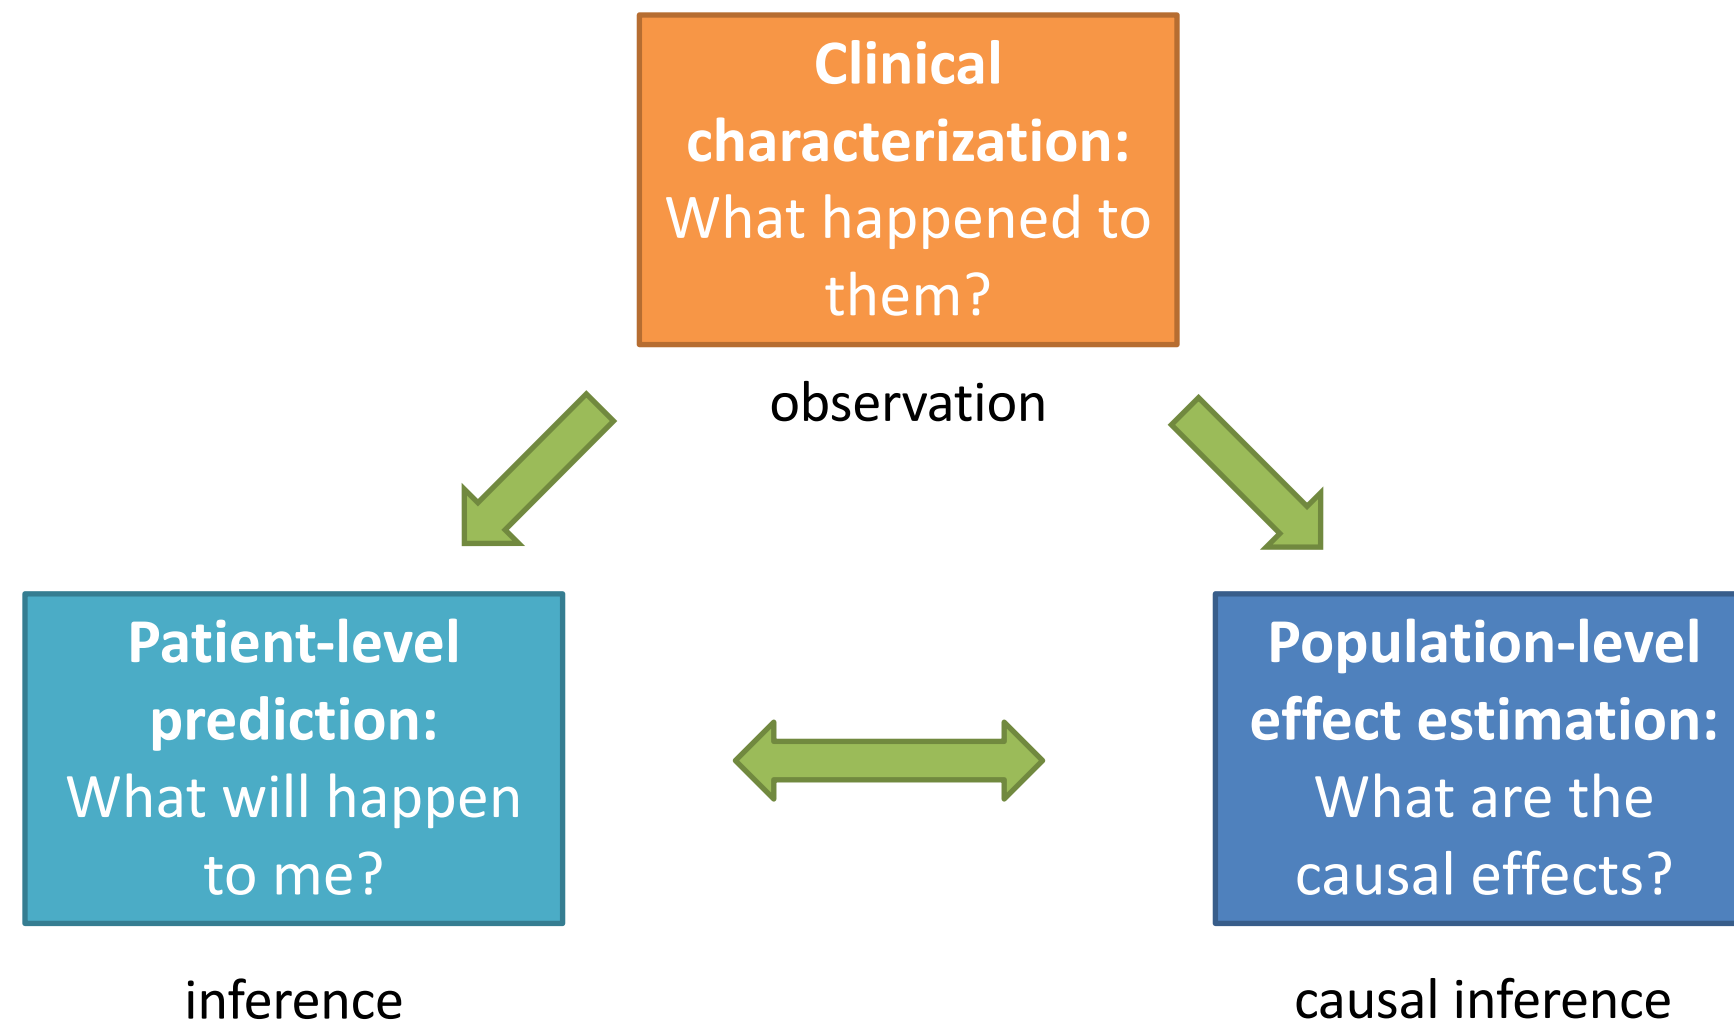 Clinical
characterization:
What happened to
them?
observation
Patient-level
prediction:
What will happen
to me?
inference
Population-level
effect estimation:
What are the
causal effects?
causal inference